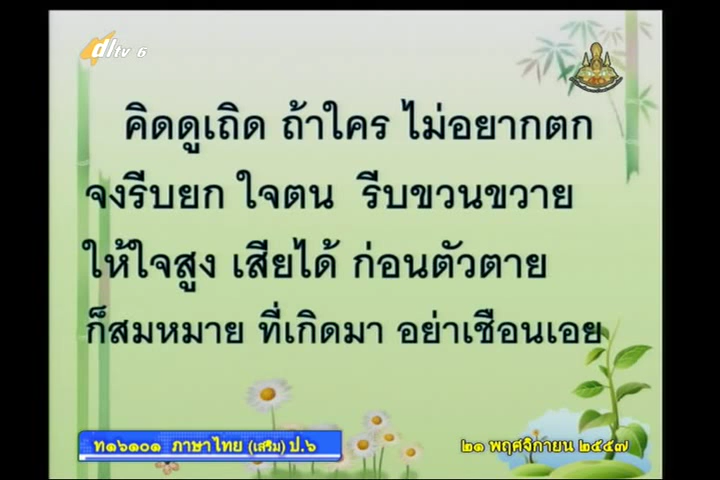 dltv 6
คิดดูเถิด ถ้าใคร ไม่อยากตก
จงรีบยก ใจตน รีบขวนขวาย
ให้ใจสูง เสียได้ ก่อนตัวตาย
ก็สมหมาย ที่เกิดมา อย่าเชือนเอย
ท๑๖๑๐๑ ภาษาไทย (เสริม) ป.๖
๒๑ พฤศจิกายน ๒๕๕๗